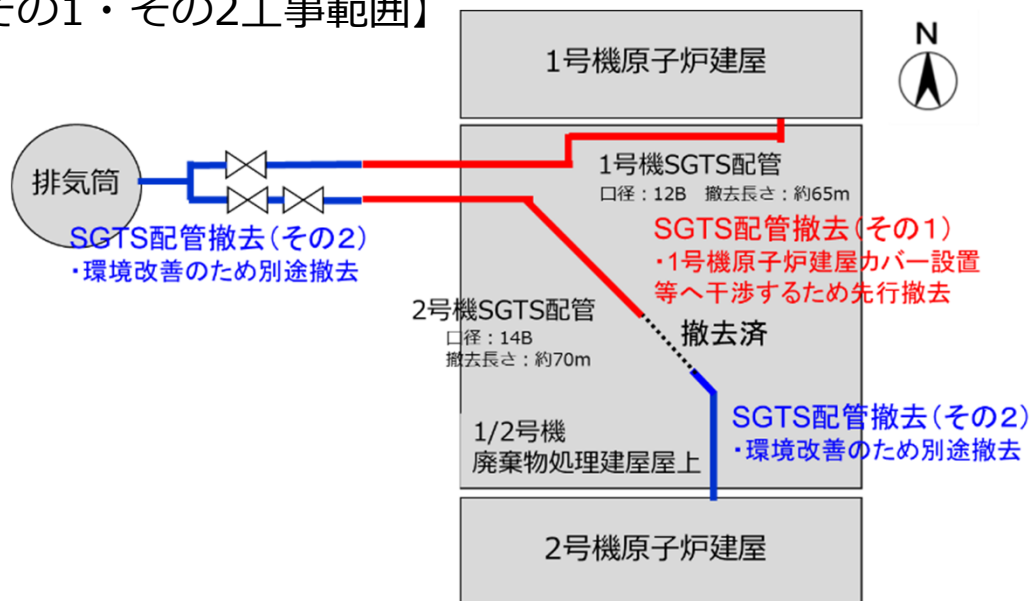 その1・その2工事範囲】
1号機原子炉建屋
N
排気筒
1号機SGTS配管
口径：12B　撤去長さ：約65m
SGTS配管撤去(その1)
・1号機原子炉建屋カバー設置
等へ干渉するため先行撤去
SGTS配管撤去(その2)
・環境改善のため別途撤去
2号機SGTS配管
口径：14B
撤去長さ：約70m
撤去済
SGTS配管撤去(その2)
・環境改善のため別途撤去
1/2号機
廃棄物処理建屋屋上
2号機原子炉建屋